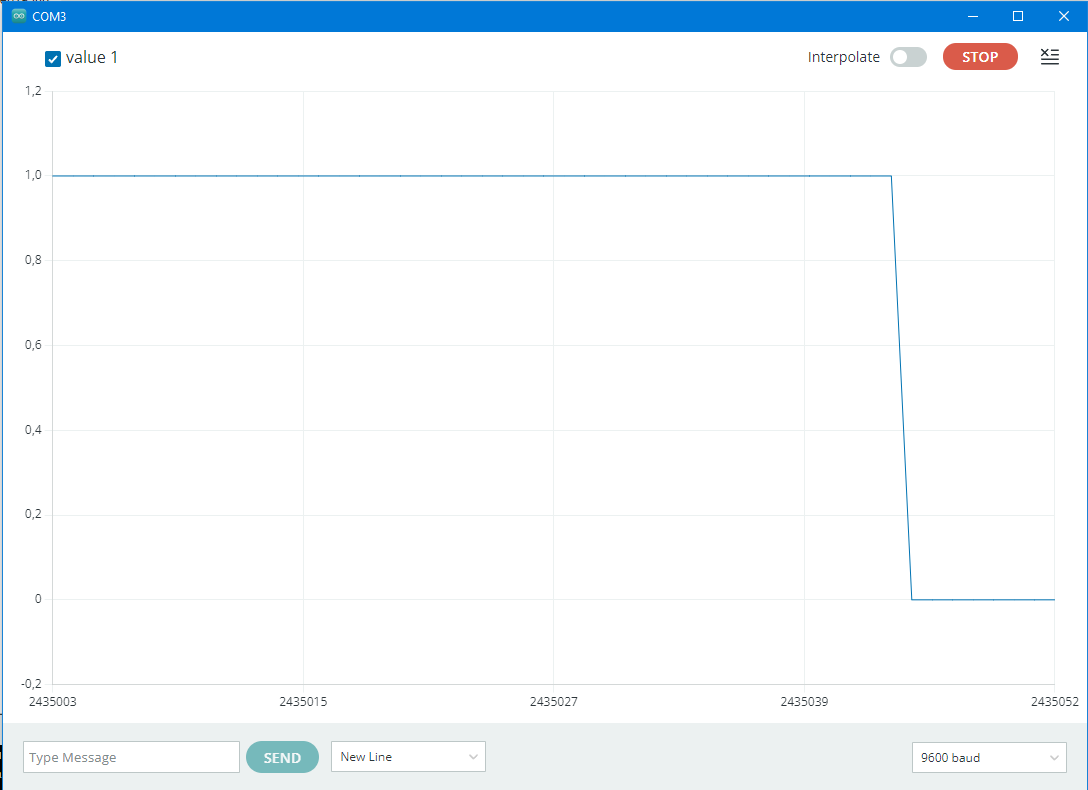 COM3
value 1
Interpolate
STOP
1,2
1,0
0,8
0,6
0,4
0,2
0
-0,2
2435003 2435015 2435027 2435039 2435052
Type Message
SEND
New Line
9600 baud